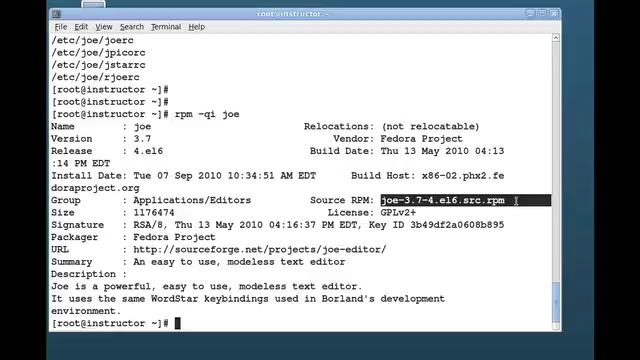 root@instructor:~
File Edit View Search Terminal Help
/etc/joe/joerc
/etc/joe/jpicorc
/etc/joe/jstarrc
/etc/joe/rjoerc
[root@instructor ~]#
[root@instructor ~]#
[root@instructor ~]# rpm -qi joe
Name : joe Relocations: (not relocatable)
Version : 3.7 Vendor: Fedora Project
Release : 4.el6 Build Date: Thu 13 May 2010 04:13
:14 PM EDT
Install Date: Tue 07 Sep 2010 10:34:51 AM EDT Build Host: x86-02.phx2.fe
doraproject.org
Group : Applications/Editors Source RPM: joe-3.7-4.el6.src.rpm
Size : 1176474 License: GPLv2+
Signature : RSA/8, Thu 13 May 2010 04:16:37 PM EDT, Key ID 3b49df2a0608b895
Packager : Fedora Project
URL : http://sourceforge.net/projects/joe-editor/
Summary : An easy to use, modeless text editor
Description :
Joe is a powerful, easy to use, modeless text editor.
It uses the same WordStar keybindings used in Borland's development
environment.
[root@instructor ~]#